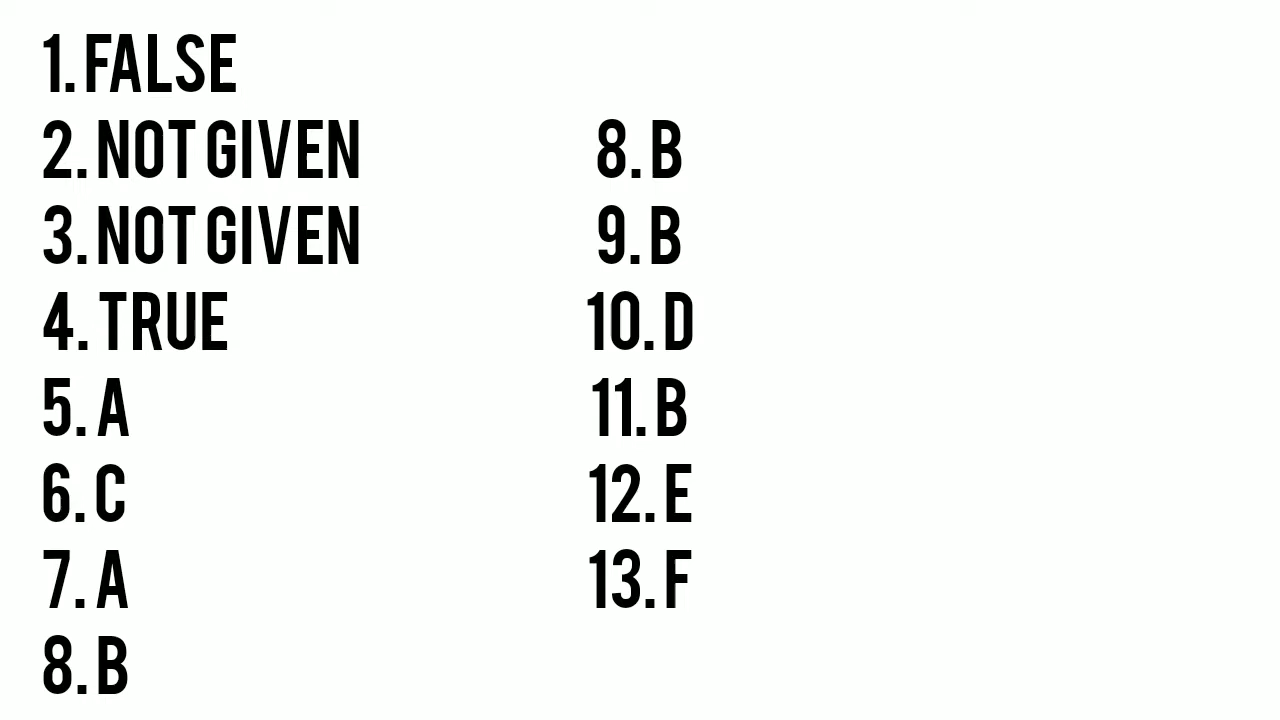 1. FALSE
2. NOT GIVEN
3. NOT GIVEN
4. TRUE
5. A
6. C
7. A
8. B
8. B
9. B
10. D
11. B
12. E
13. F